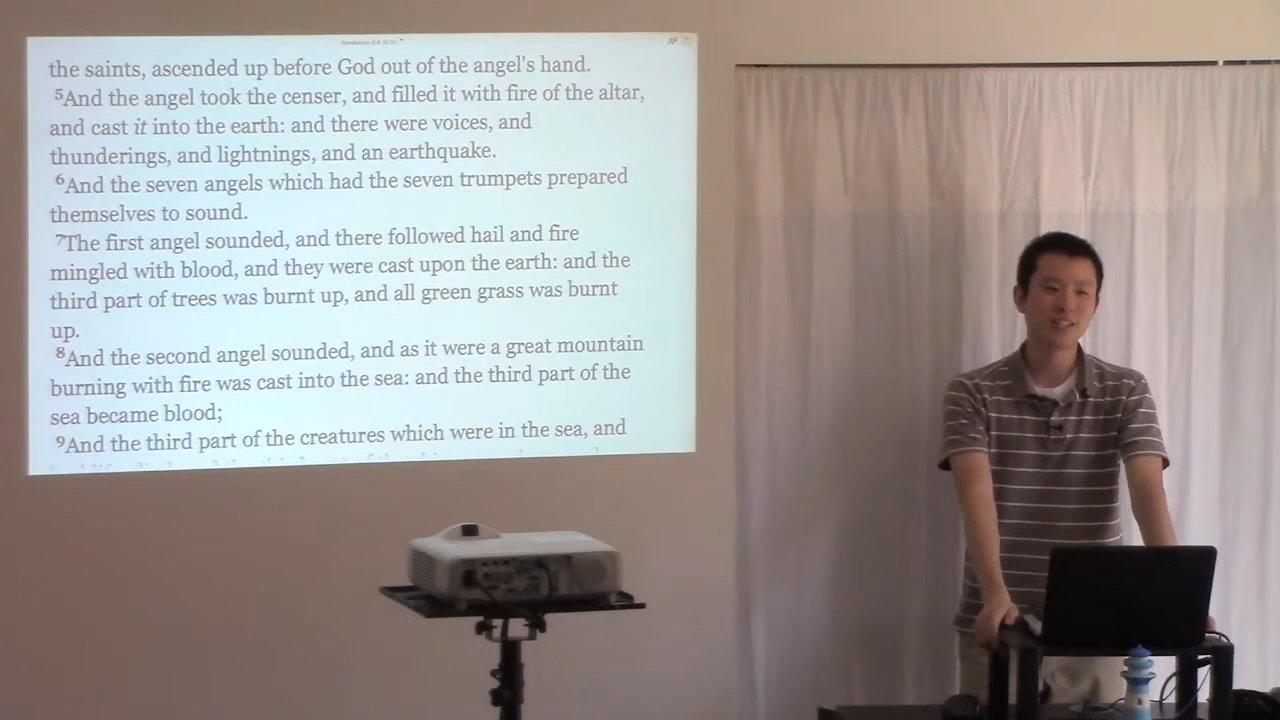 the saints, ascended up before God out of the angel's hand.
⁵And the angel took the censer, and filled it with fire of the altar,
and cast it into the earth: and there were voices, and
thunderings, and lightnings, and an earthquake.
⁶And the seven angels which had the seven trumpets prepared
themselves to sound.
⁷The first angel sounded, and there followed hail and fire
mingled with blood, and they were cast upon the earth: and the
third part of trees was burnt up, and all green grass was burnt
up.
⁸And the second angel sounded, and as it were a great mountain
burning with fire was cast into the sea: and the third part of the
sea became blood;
⁹And the third part of the creatures which were in the sea, and